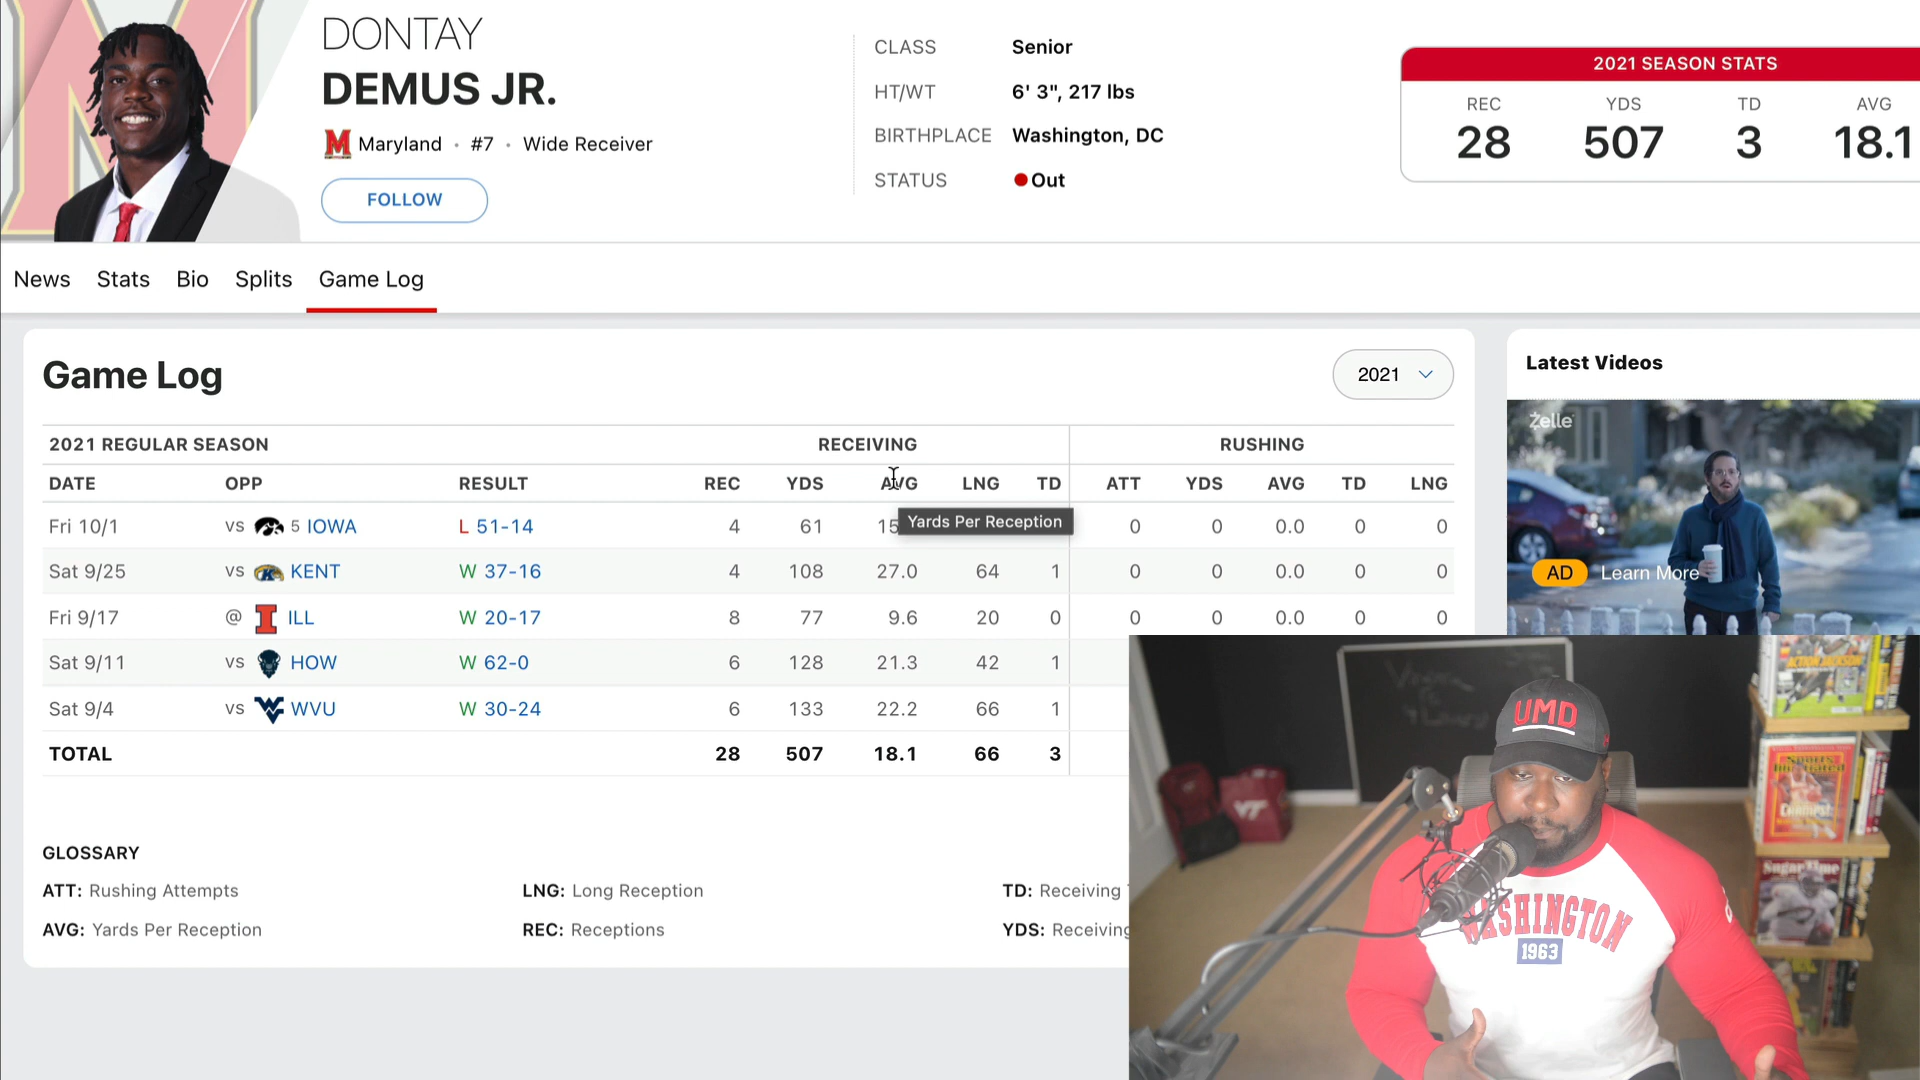 DONTAY
DEMUS JR.
M Maryland • #7 • Wide Receiver
FOLLOW
CLASS Senior
HT/WT 6' 3", 217 lbs
BIRTHPLACE Washington, DC
STATUS Out
2021 SEASON STATS
REC YDS TD AVG
28 507 3 18.1
News Stats Bio Splits Game Log
Game Log
2021
2021 REGULAR SEASON RECEIVING RUSHING
DATE OPP RESULT REC YDS AVG LNG TD ATT YDS AVG TD LNG
Fri 10/1 vs 5 IOWA L 51-14 4 61 15 0 0 0.0 0 0
Yards Per Reception
Sat 9/25 vs KENT W 37-16 4 108 27.0 64 1 0 0 0.0 0 0
Fri 9/17 @ I ILL W 20-17 8 77 9.6 20 0 0 0 0.0 0 0
Sat 9/11 vs HOW W 62-0 6 128 21.3 42 1
Sat 9/4 vs WV WVU W 30-24 6 133 22.2 66 1
TOTAL 28 507 18.1 66 3
GLOSSARY
ATT: Rushing Attempts LNG: Long Reception TD: Receiving
AVG: Yards Per Reception REC: Receptions YDS: Receiving
Latest Videos
Zelle
AD Learn More
UMD
VT
WASHINGTON
1963
ACTION JACKSON
Sports Illustrated
Sugar Time